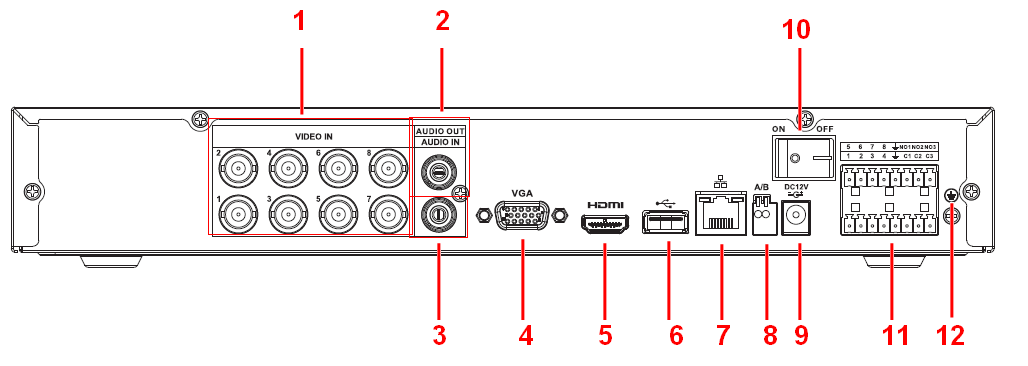 1 2 10
ON OFF
VIDEO IN
AUDIO OUT
AUDIO IN
5 6 7 8 NO1 NO2 NO3
1 2 3 4 C1 C2 C3
2 4 6 8
1 3 5 7
VGA
HDMI
A/B
DC12V
3 4 5 6 7 8 9 11 12